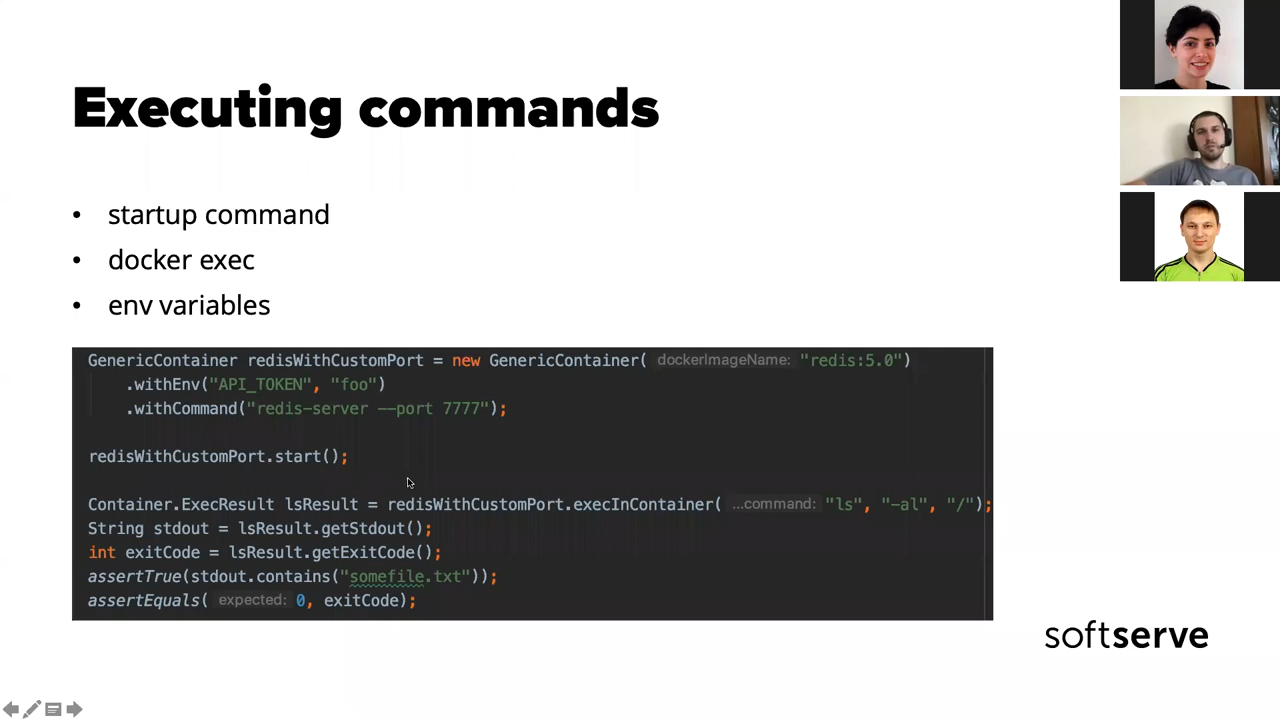 Executing commands
• startup command
• docker exec
• env variables
GenericContainer redisWithCustomPort = new GenericContainer( dockerImageName: "redis:5.0")
.withEnv("API_TOKEN", "foo")
.withCommand("redis-server --port 7777");
redisWithCustomPort.start();
Container.ExecResult lsResult = redisWithCustomPort.execInContainer( ...command: "ls", "-al", "/");
String stdout = lsResult.getStdout();
int exitCode = lsResult.getExitCode();
assertTrue(stdout.contains("somefile.txt"));
assertEquals( expected: 0, exitCode);
softserve